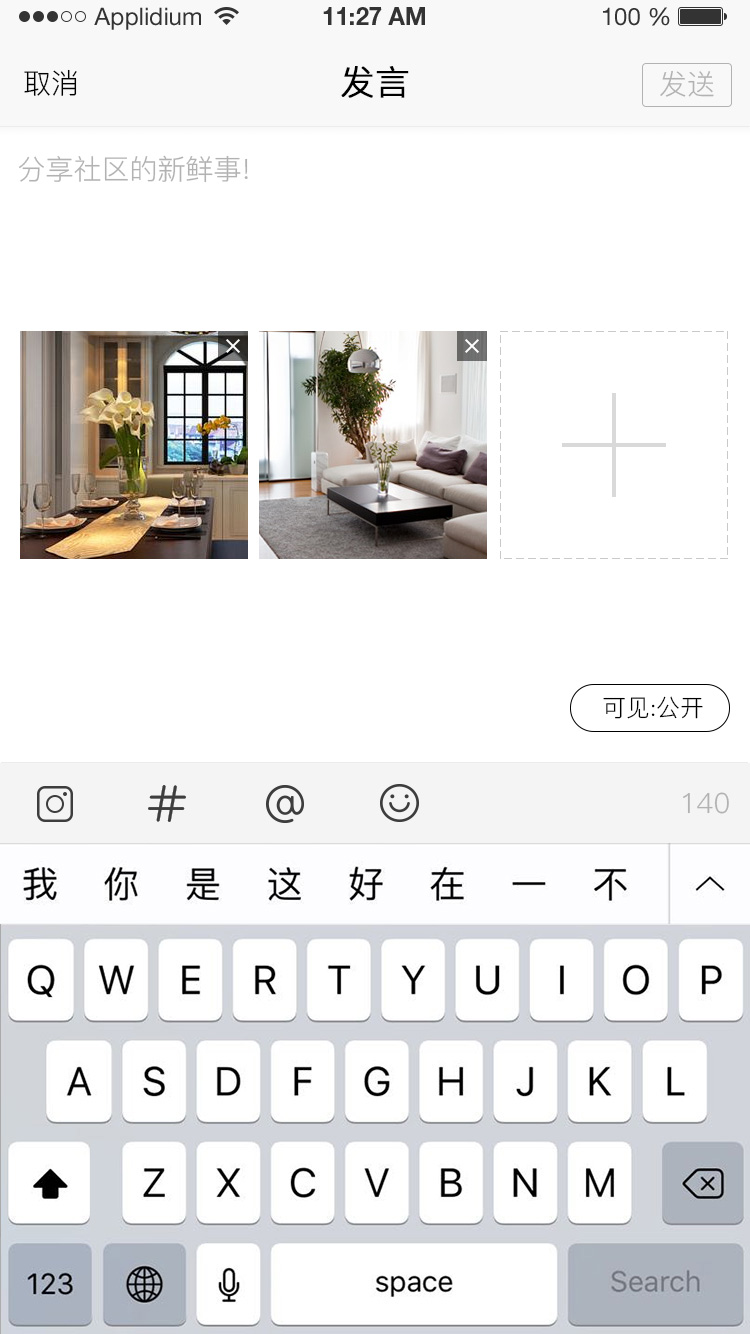 Applidium 11:27 AM 100 %
取消 发言 发送
分享社区的新鲜事!
可见:公开
# @ 140
我 你 是 这 好 在 一 不
Q W E R T Y U I O P
A S D F G H J K L
Z X C V B N M
123 space Search